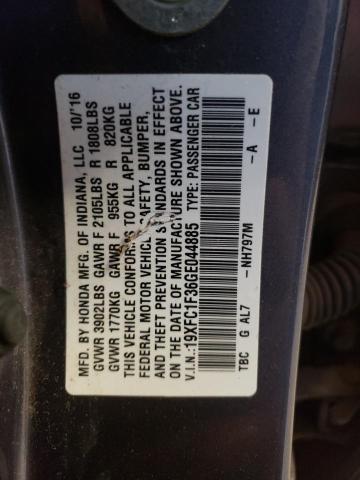 MFD. BY HONDA MFG. OF INDIANA, LLC 10/'16
GVWR 3902LBS GAWR F 2105LBS R 1808LBS
GVWR 1770KG GAWR F 955KG R 820KG
THIS VEHICLE CONFORMS TO ALL APPLICABLE
FEDERAL MOTOR VEHICLE SAFETY, BUMPER,
AND THEFT PREVENTION STANDARDS IN EFFECT
ON THE DATE OF MANUFACTURE SHOWN ABOVE.
V.I.N.: 19XFC1F36GE044885 TYPE: PASSENGER CAR
-NH797M -A -E
TBC G AL7